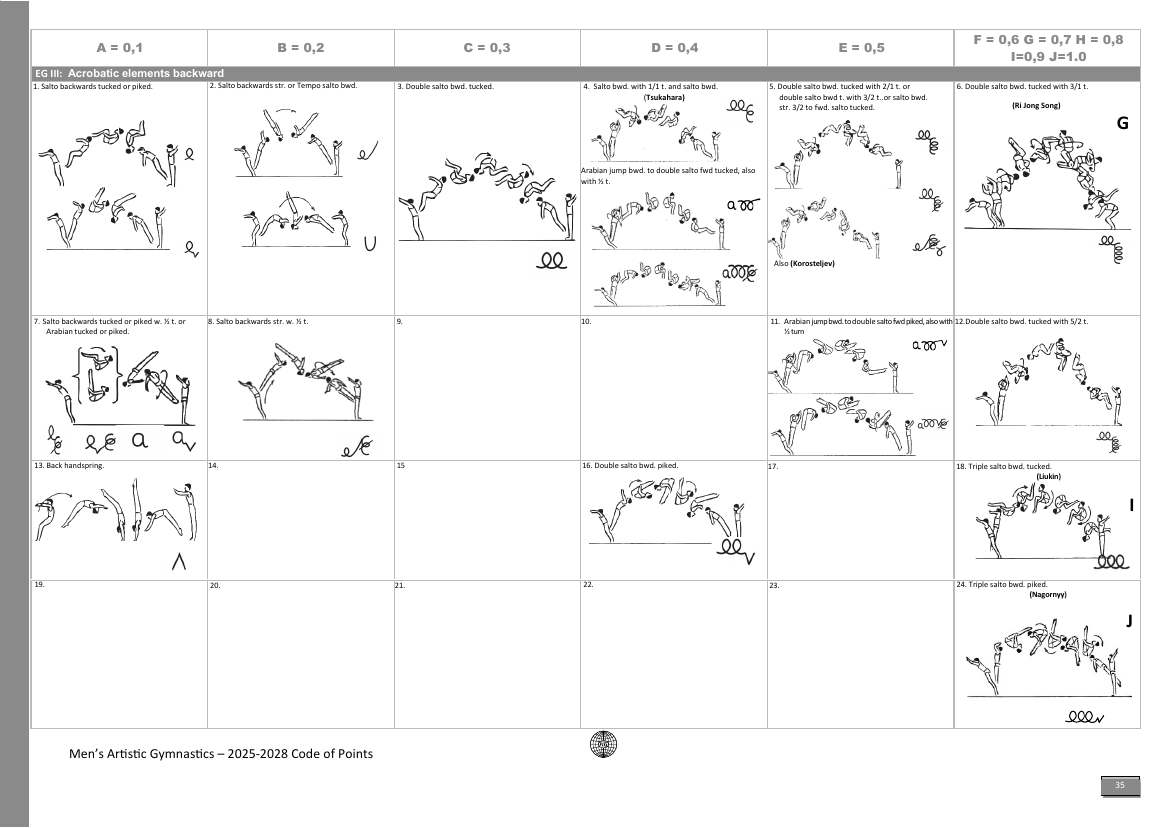 A = 0,1
B = 0,2
C = 0,3
D = 0,4
E = 0,5
F = 0,6 G = 0,7 H = 0,8
I=0,9 J=1.0
EG III: Acrobatic elements backward
1. Salto backwards tucked or piked.
2. Salto backwards str. or Tempo salto bwd.
3. Double salto bwd. tucked.
4. Salto bwd. with 1/1 t. and salto bwd.
(Tsukahara)
Arabian jump bwd. to double salto fwd tucked, also
with ½ t.
5. Double salto bwd. tucked with 2/1 t. or
double salto bwd t. with 3/2 t..or salto bwd.
str. 3/2 to fwd. salto tucked.
Also (Korosteljev)
6. Double salto bwd. tucked with 3/1 t.
(Ri Jong Song)
G
7. Salto backwards tucked or piked w. ½ t. or
Arabian tucked or piked.
8. Salto backwards str. w. ½ t.
9.
10.
11. Arabian jump bwd. to double salto fwd piked, also with
½ turn
12.Double salto bwd. tucked with 5/2 t.
13. Back handspring.
14.
15
16. Double salto bwd. piked.
17.
18. Triple salto bwd. tucked.
(Liukin)
I
19.
20.
21.
22.
23.
24. Triple salto bwd. piked.
(Nagornyy)
J
Men's Artistic Gymnastics – 2025-2028 Code of Points
35